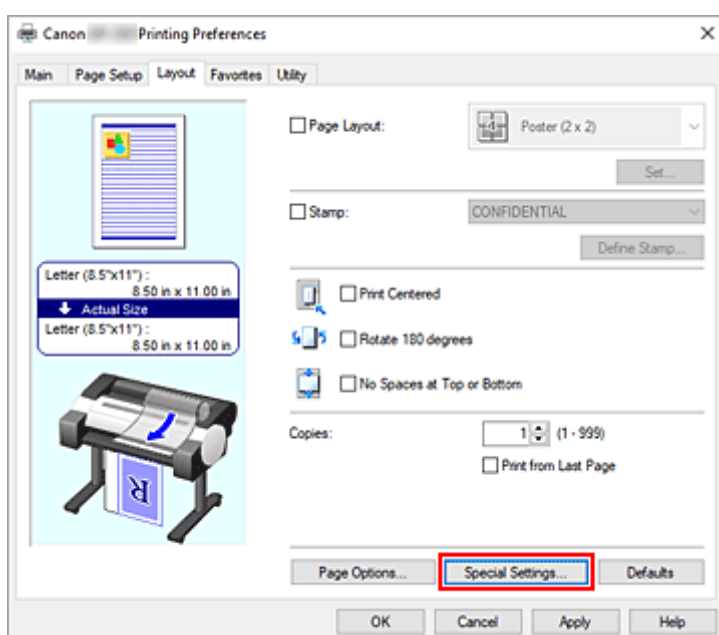 Canon Printing Preferences
Main Page Setup Layout Favorites Utility
Page Layout: 4 Poster (2 x 2)
Set...
Stamp: CONFIDENTIAL
Define Stamp...
Letter (8.5"x11") :
8.50 in x 11.00 in
Actual Size
Letter (8.5"x11") :
8.50 in x 11.00 in
Print Centered
Rotate 180 degrees
No Spaces at Top or Bottom
R
Copies: 1 (1 - 999)
Print from Last Page
Page Options... Special Settings... Defaults
OK Cancel Apply Help